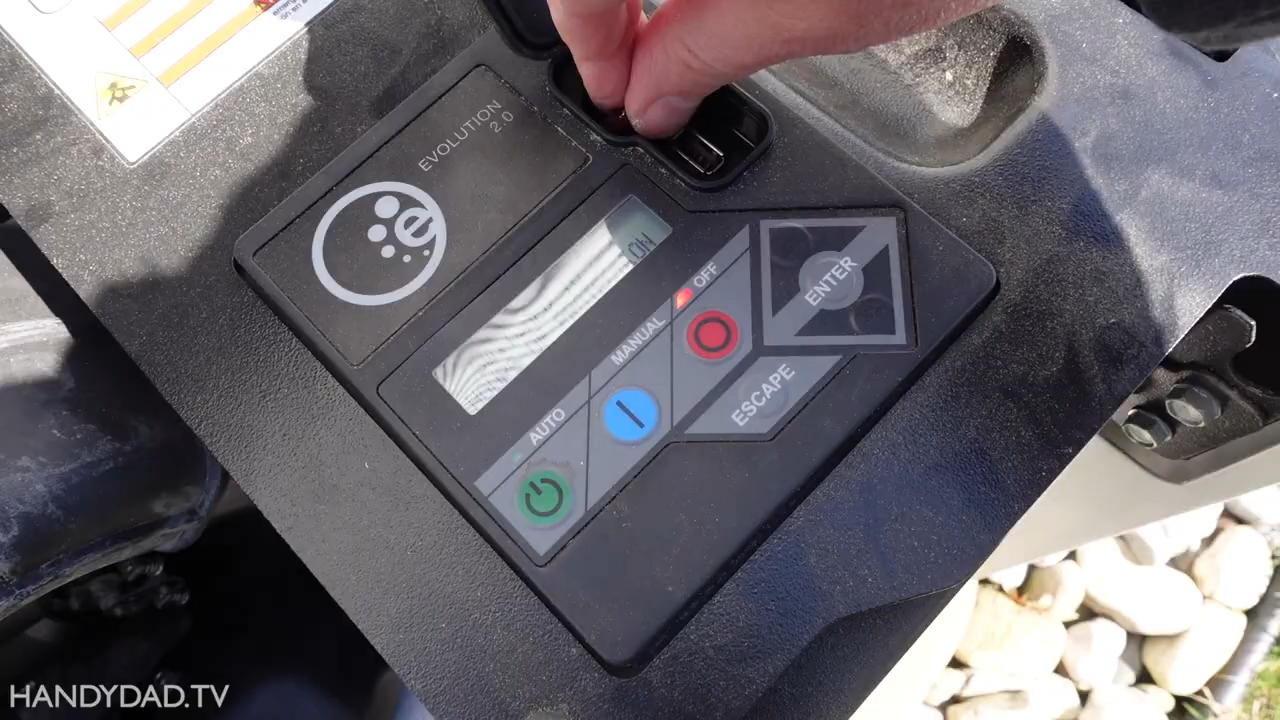 EVOLUTION
2.0
e
AUTO
MANUAL
OFF
ENTER
ESCAPE
HANDYDAD.TV